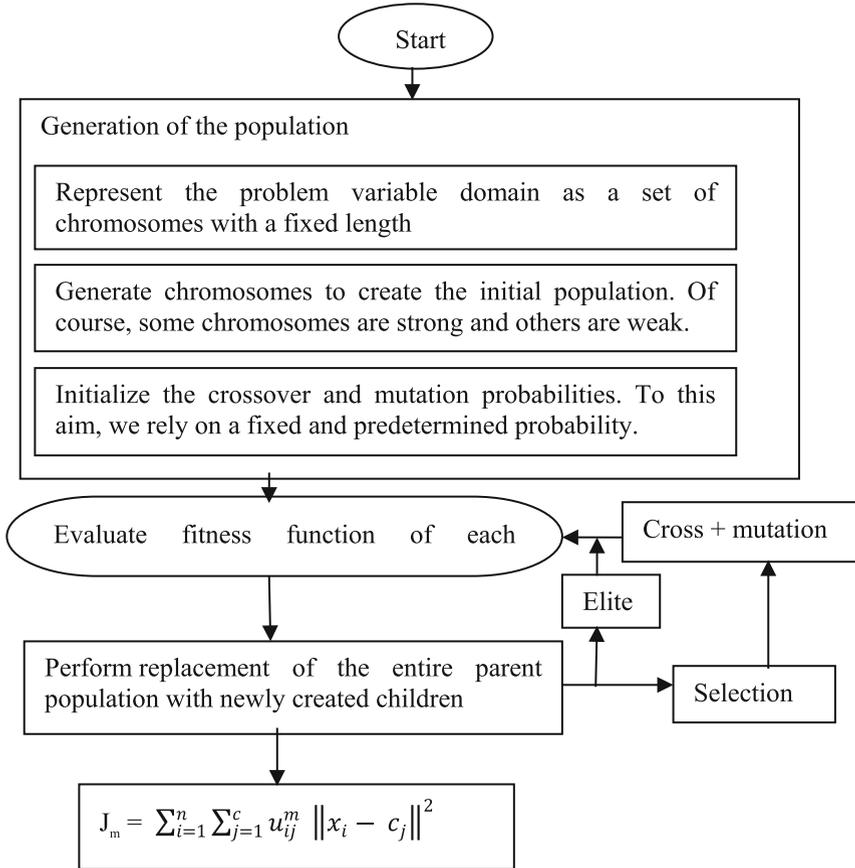 Start
Generation of the population
Represent the problem variable domain as a set of
chromosomes with a fixed length
Generate chromosomes to create the initial population. Of
course, some chromosomes are strong and others are weak.
Initialize the crossover and mutation probabilities. To this
aim, we rely on a fixed and predetermined probability.
Evaluate fitness function of each
Cross + mutation
Elite
Perform replacement of the entire parent
population with newly created children
Selection
J_m = ∑_{i=1}^{n} ∑_{j=1}^{c} u_{ij}^{m} ‖x_i − c_j‖^2